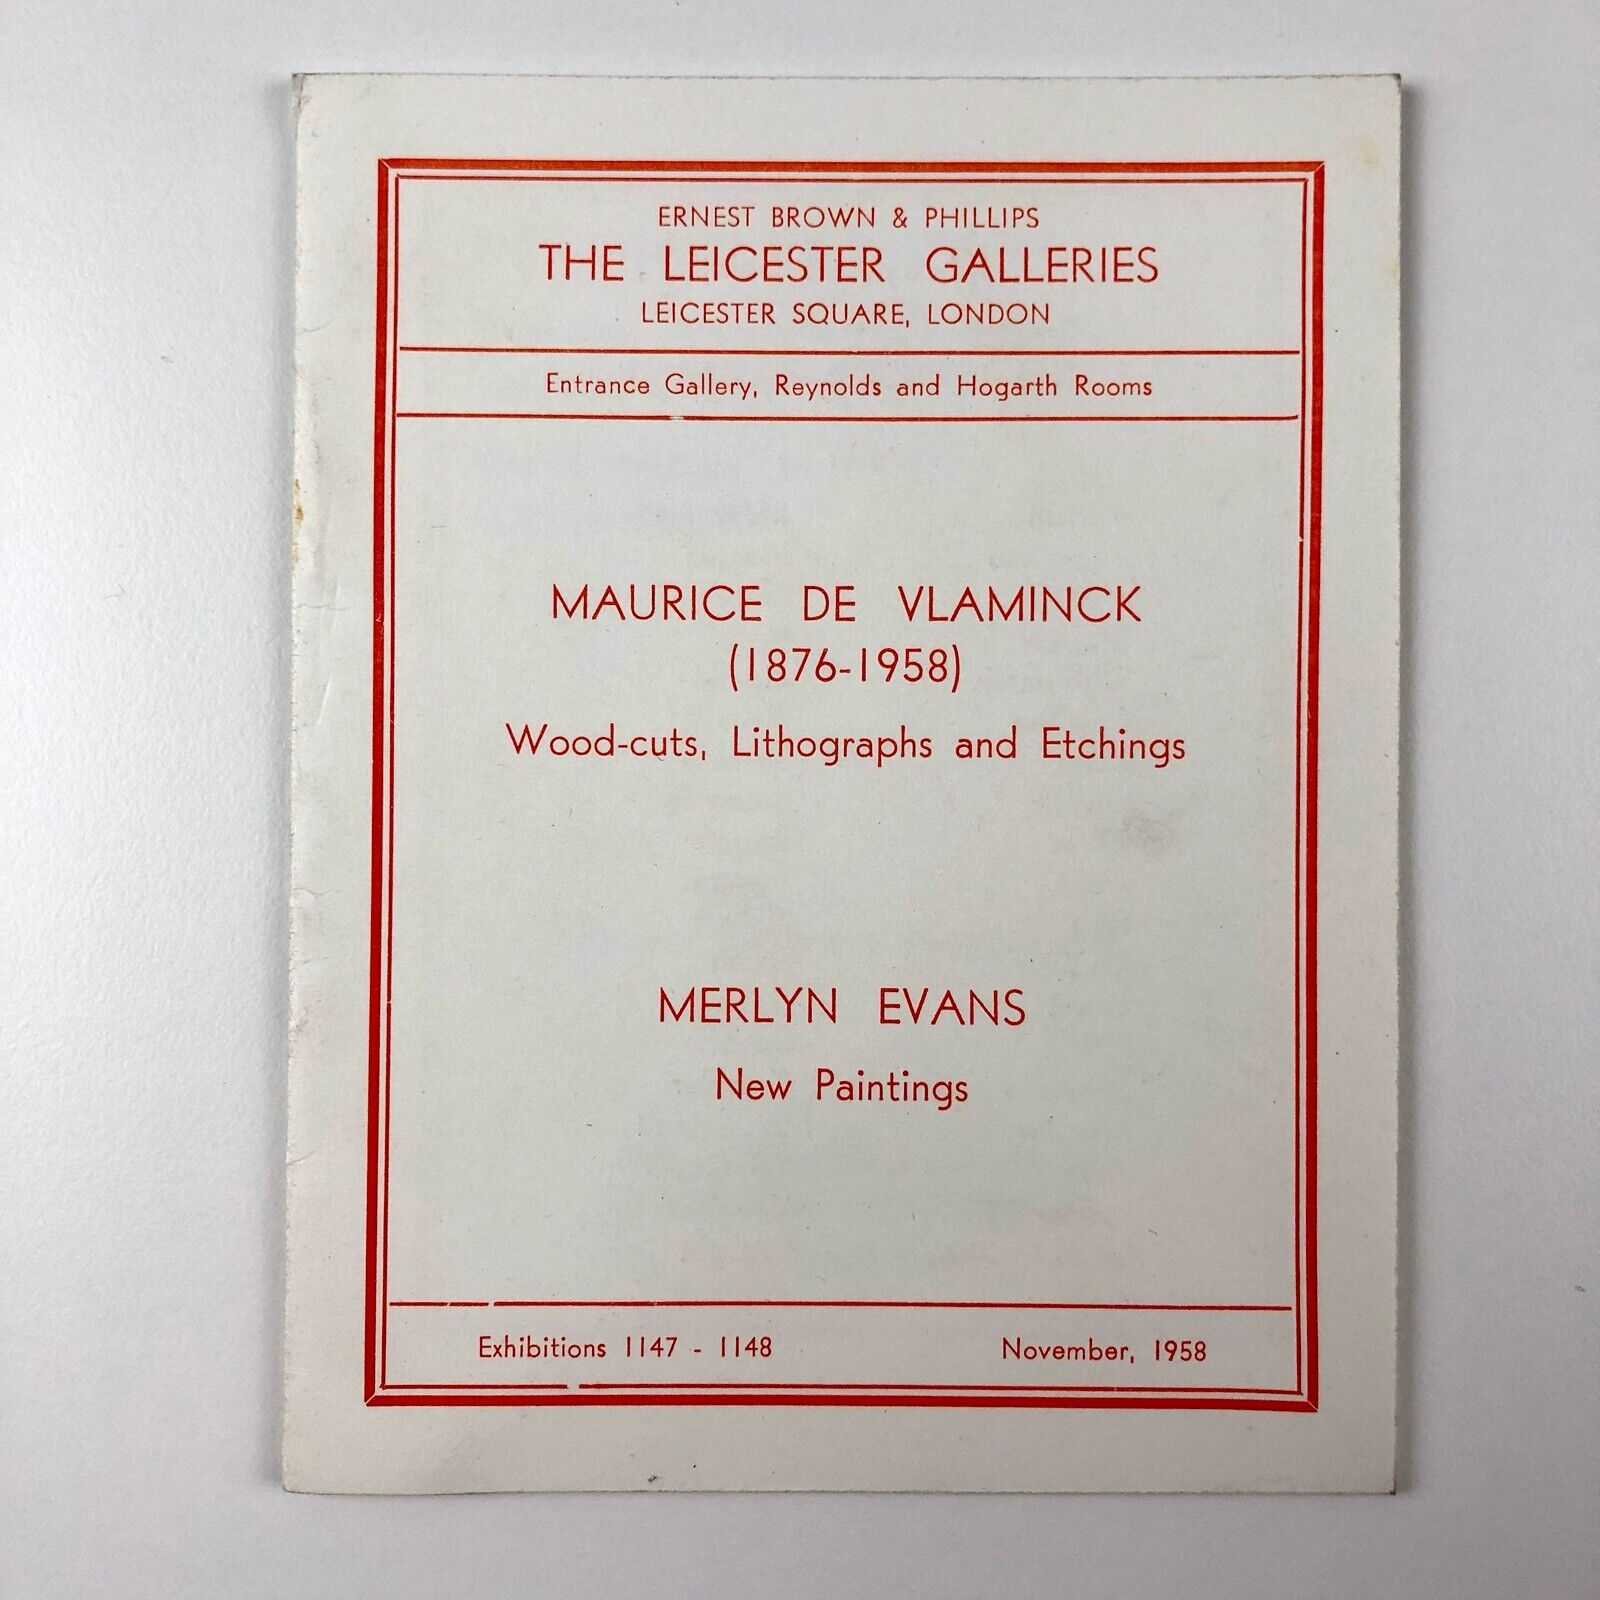 ERNEST BROWN & PHILLIPS
THE LEICESTER GALLERIES
LEICESTER SQUARE, LONDON
Entrance Gallery, Reynolds and Hogarth Rooms
MAURICE DE VLAMINCK
(1876-1958)
Wood-cuts, Lithographs and Etchings
MERLYN EVANS
New Paintings
Exhibitions 1147 - 1148 November, 1958